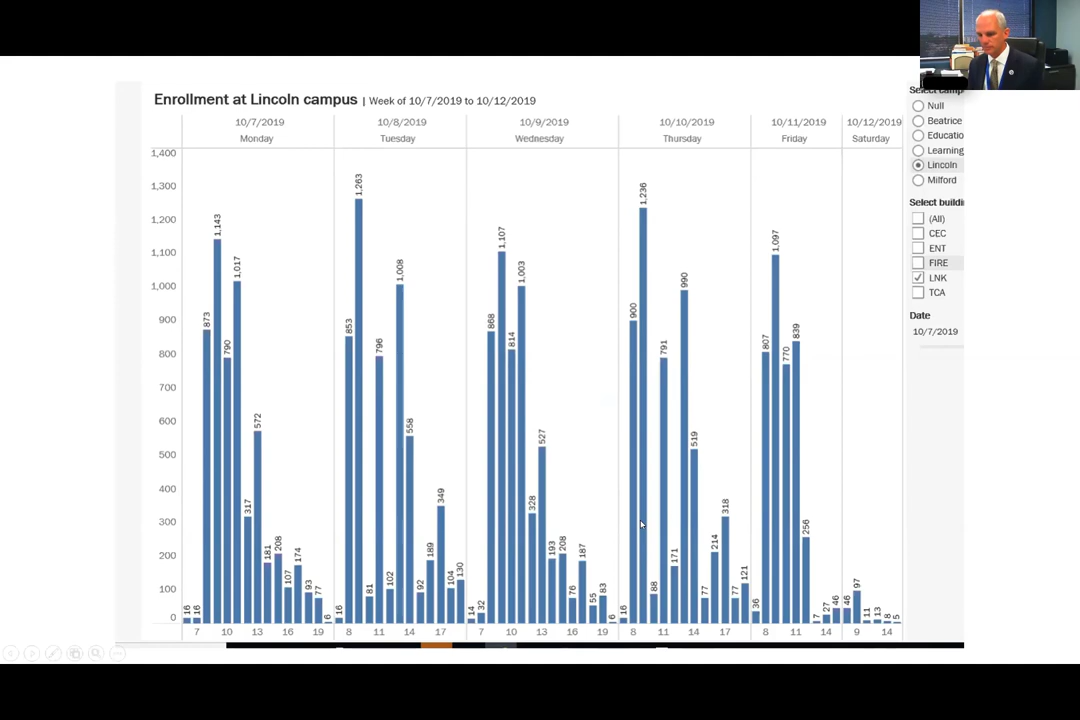 Enrollment at Lincoln campus | Week of 10/7/2019 to 10/12/2019
10/7/2019 10/8/2019 10/9/2019 10/10/2019 10/11/2019 10/12/2019
Monday Tuesday Wednesday Thursday Friday Saturday
1,400
1,300
1,200
1,100
1,000
900
800
700
600
500
400
300
200
100
0
16 16 873 1,143 790 1,017 317 572 181 208 107 174 93 77 6
16 853 1,263 81 796 102 1,008 558 92 189 349 104 130
14 32 868 1,107 814 1,003 328 527 193 208 76 187 55 83 6
16 900 1,236 88 791 171 990 519 77 214 318 77 121
36 807 1,097 770 839 256 7 27 46
46 97 11 13 8 5
7 10 13 16 19 8 11 14 17 7 10 13 16 19 8 11 14 17 8 11 14 9 14
Select camp
Null
Beatrice
Educatio
Learning
Lincoln
Milford
Select buildi
(All)
CEC
ENT
FIRE
LNK
TCA
Date
10/7/2019